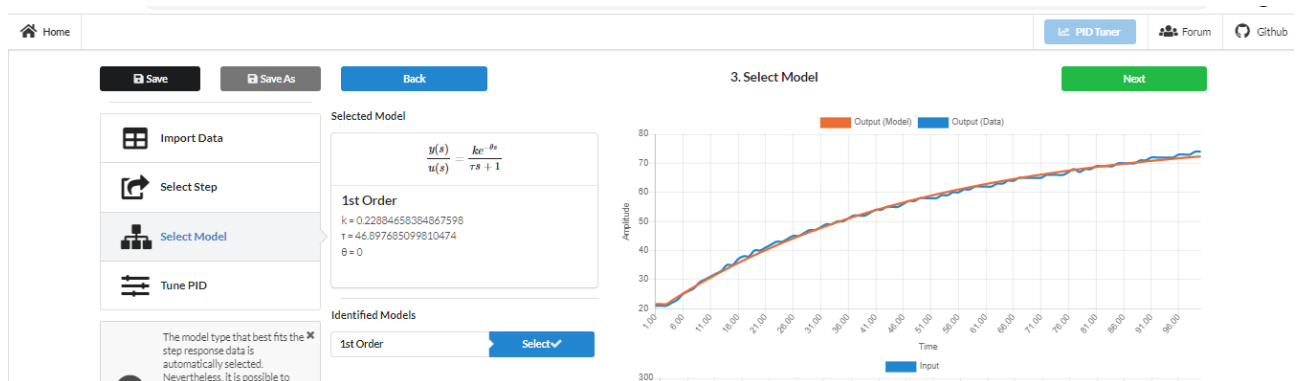 Home
PID Tuner
Forum
Github
Save
Save As
Back
3. Select Model
Next
Import Data
Select Step
Select Model
Tune PID
The model type that best fits the
step response data is
automatically selected.
Nevertheless, it is possible to
Selected Model
y(s)/u(s) = ke^{-θs}/τs + 1
1st Order
k = 0.22884658384867598
τ = 46.897685099810474
θ = 0
Identified Models
1st Order
Select
Output (Model)
Output (Data)
Amplitude
80
70
60
50
40
30
20
1.00
6.00
11.00
16.00
21.00
26.00
31.00
36.00
41.00
46.00
51.00
56.00
61.00
66.00
71.00
76.00
81.00
86.00
91.00
96.00
Time
Input
300